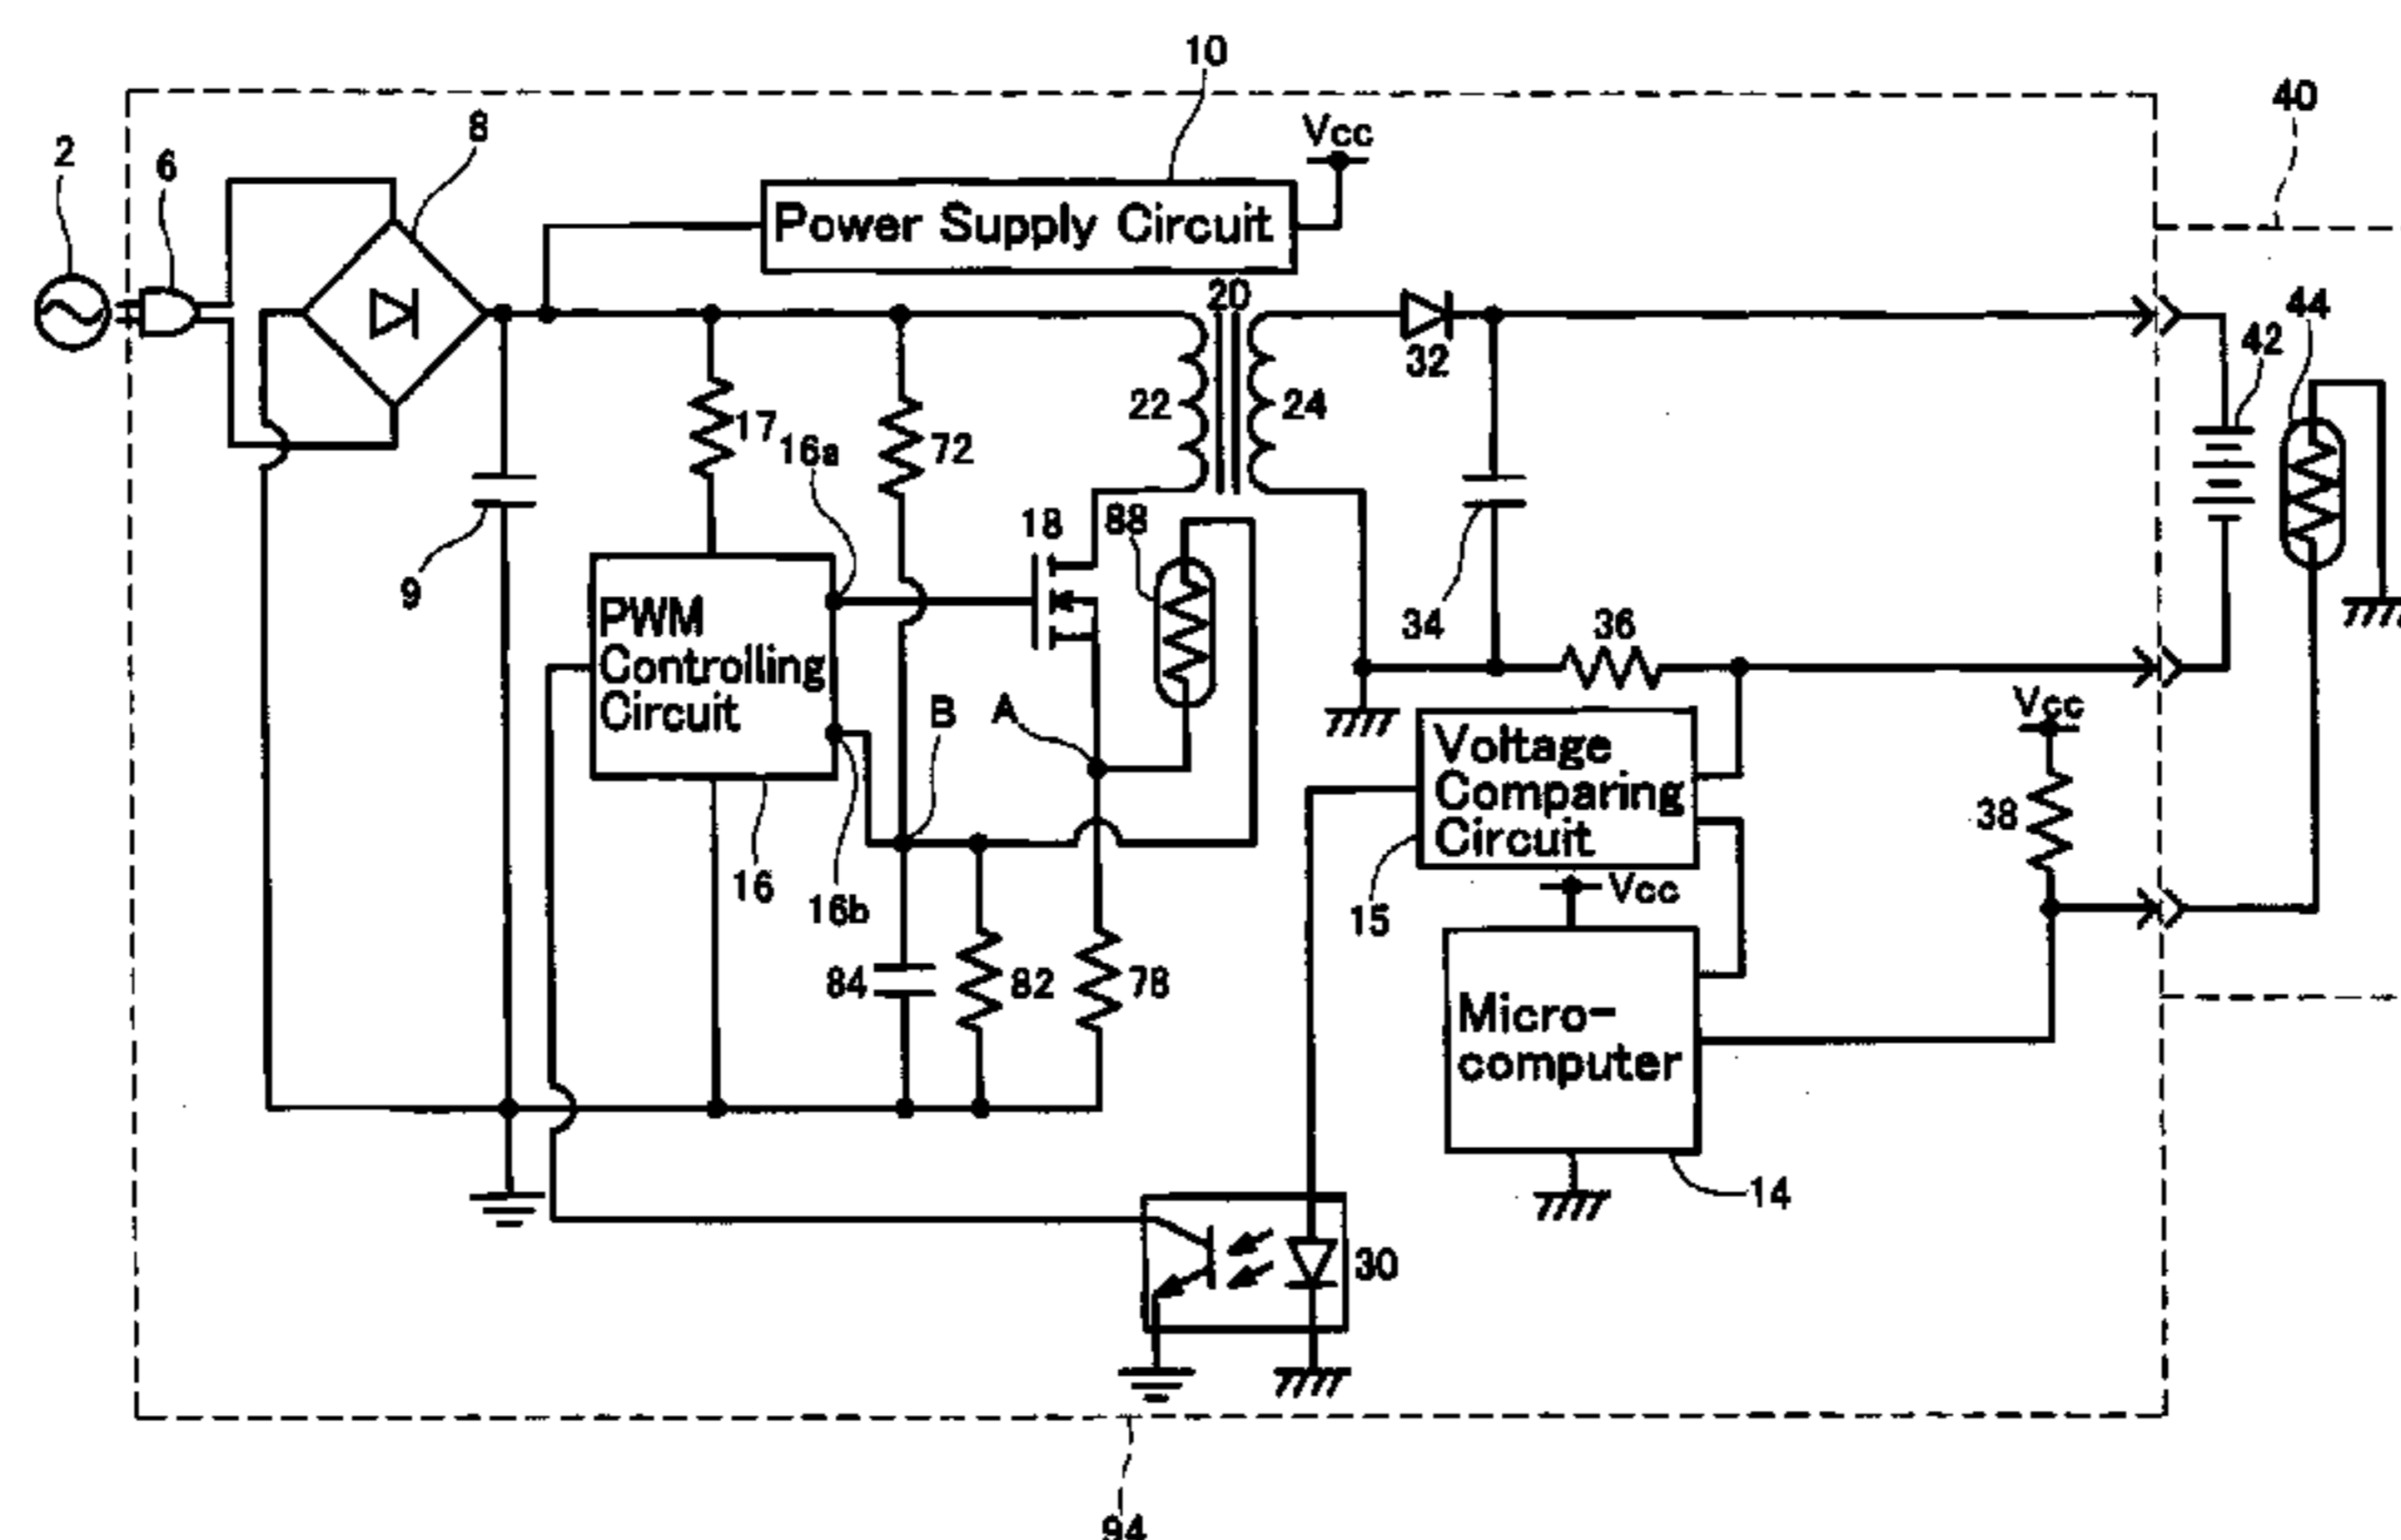 10
40
2
6
8
Vcc
Power Supply Circuit
20
44
32
42
17
16a
72
22
24
18
88
9
34
36
PWM
Controlling
Circuit
B
A
Vcc
Voltage
Comparing
Circuit
38
16
16b
15
Vcc
84
82
78
Micro-
computer
14
30
94